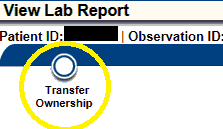 View Lab Report
Patient ID: | Observation ID:
Transfer
Ownership